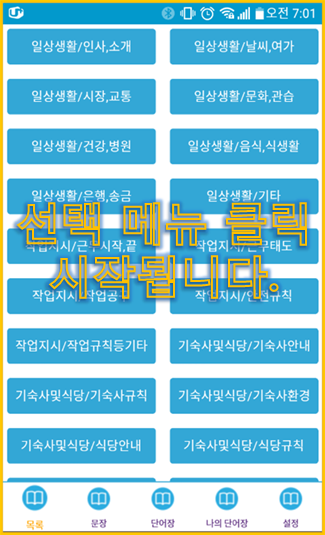 오전 7:01
일상생활/인사,소개 일상생활/날씨,여가
일상생활/시장,교통 일상생활/문화,관습
일상생활/건강,병원 일상생활/음식,식생활
일상생활/은행,송금 일상생활/기타
선택 메뉴 클릭
작업지시/근무시작,끝 작업지시/근무태도
시작됩니다.
작업지시/작업공 작업지시/안전규칙
작업지시/작업규칙등기타 기숙사및식당/기숙사안내
기숙사및식당/기숙사규칙 기숙사및식당/기숙사환경
기숙사및식당/식당안내 기숙사및식당/식당규칙
목록 문장 단어장 나의 단어장 설정